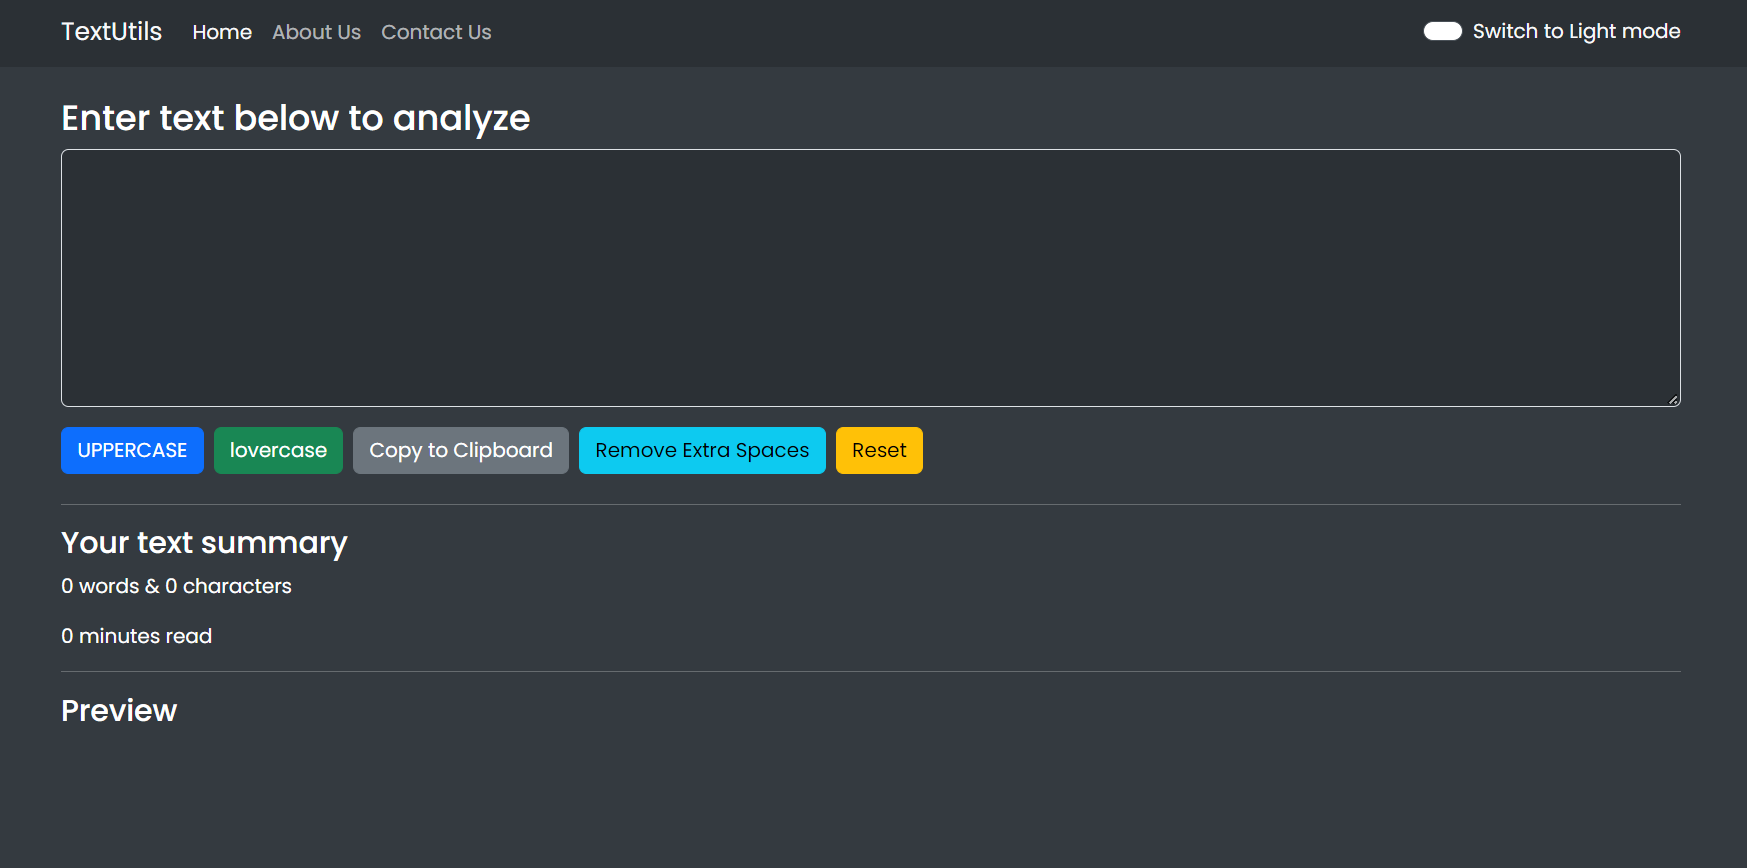 TextUtils Home About Us Contact Us Switch to Light mode
Enter text below to analyze
UPPERCASE lovercase Copy to Clipboard Remove Extra Spaces Reset
Your text summary
0 words & 0 characters
0 minutes read
Preview